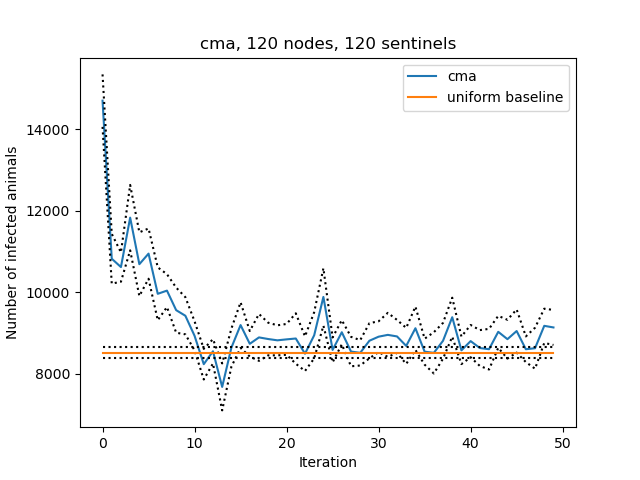 cma, 120 nodes, 120 sentinels
cma
uniform baseline
Number of infected animals
14000
12000
10000
8000
0
10
20
30
40
50
Iteration